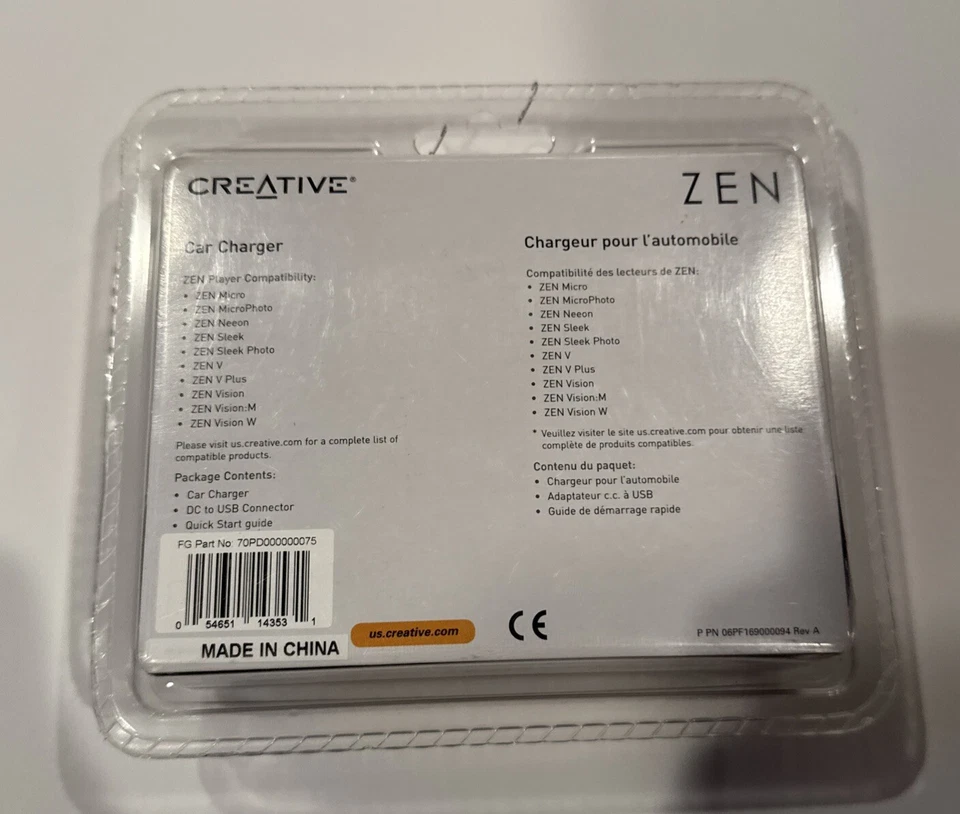 CREATIVE®
ZEN
Car Charger
ZEN Player Compatibility:
• ZEN Micro
• ZEN MicroPhoto
• ZEN Neeon
• ZEN Sleek
• ZEN Sleek Photo
• ZEN V
• ZEN V Plus
• ZEN Vision
• ZEN Vision:M
• ZEN Vision W
Please visit us.creative.com for a complete list of
compatible products.
Package Contents:
• Car Charger
• DC to USB Connector
• Quick Start guide
Chargeur pour l'automobile
Compatibilité des lecteurs de ZEN:
• ZEN Micro
• ZEN MicroPhoto
• ZEN Neeon
• ZEN Sleek
• ZEN Sleek Photo
• ZEN V
• ZEN V Plus
• ZEN Vision
• ZEN Vision:M
• ZEN Vision W
* Veuillez visiter le site us.creative.com pour obtenir une liste
complète de produits compatibles.
Contenu du paquet:
• Chargeur pour l'automobile
• Adaptateur c.c. à USB
• Guide de démarrage rapide
FG Part No: 70PD000000075
0 54651 14353 1
MADE IN CHINA
us.creative.com
CE
P PN 06PF169000094 Rev A